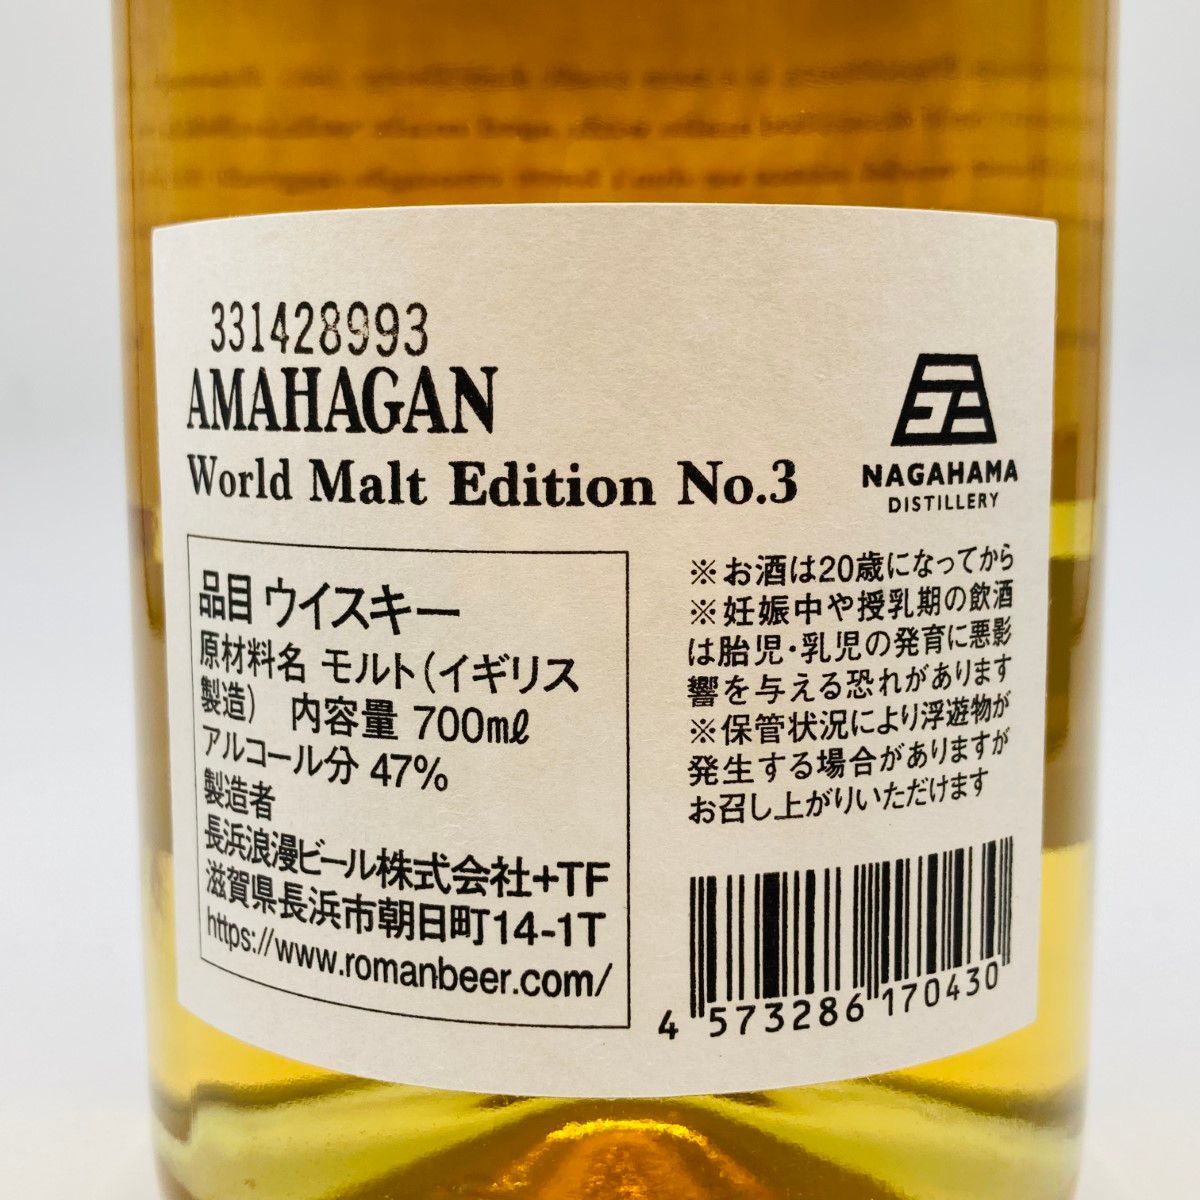 331428993
AMAHAGAN
World Malt Edition No.3
NAGAHAMA
DISTILLERY
品目 ウイスキー
原材料名 モルト(イギリス
製造) 内容量 700mℓ
アルコール分 47%
製造者
長浜浪漫ビール株式会社+TF
滋賀県長浜市朝日町14-1T
https://www.romanbeer.com/
※お酒は20歳になってから
※妊娠中や授乳期の飲酒
は胎児・乳児の発育に悪影
響を与える恐れがあります
※保管状況により浮遊物が
発生する場合がありますが
お召し上がりいただけます
4 573286 170430